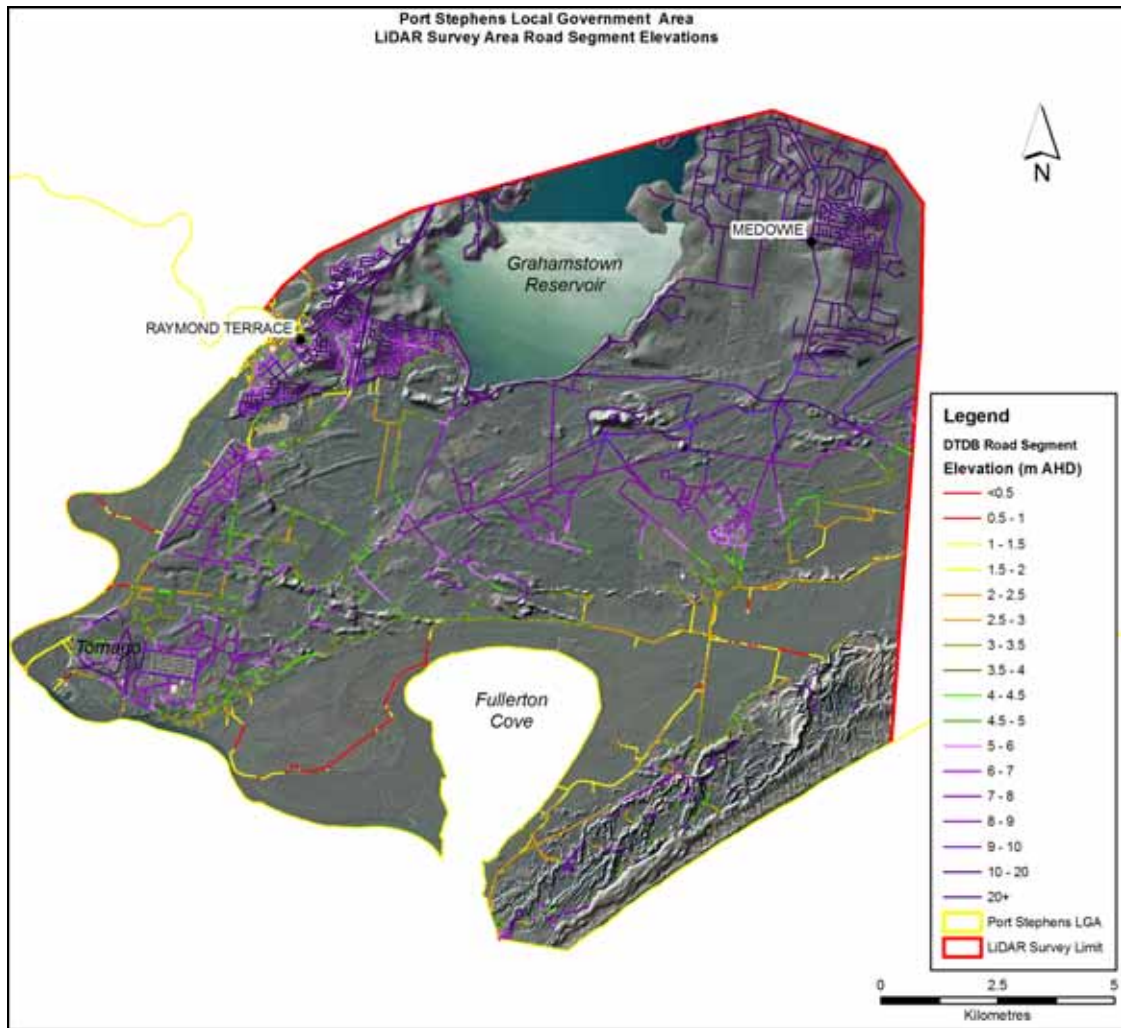 Port Stephens Local Government Area
LiDAR Survey Area Road Segment Elevations
N
MEDOWIE
Grahamstown
Reservoir
RAYMOND TERRACE
Tomago
Fullerton
Cove
Legend
DTDB Road Segment
Elevation (m AHD)
<0.5
0.5 - 1
1 - 1.5
1.5 - 2
2 - 2.5
2.5 - 3
3 - 3.5
3.5 - 4
4 - 4.5
4.5 - 5
5 - 6
6 - 7
7 - 8
8 - 9
9 - 10
10 - 20
20+
Port Stephens LGA
LiDAR Survey Limit
0 2.5 5
Kilometres